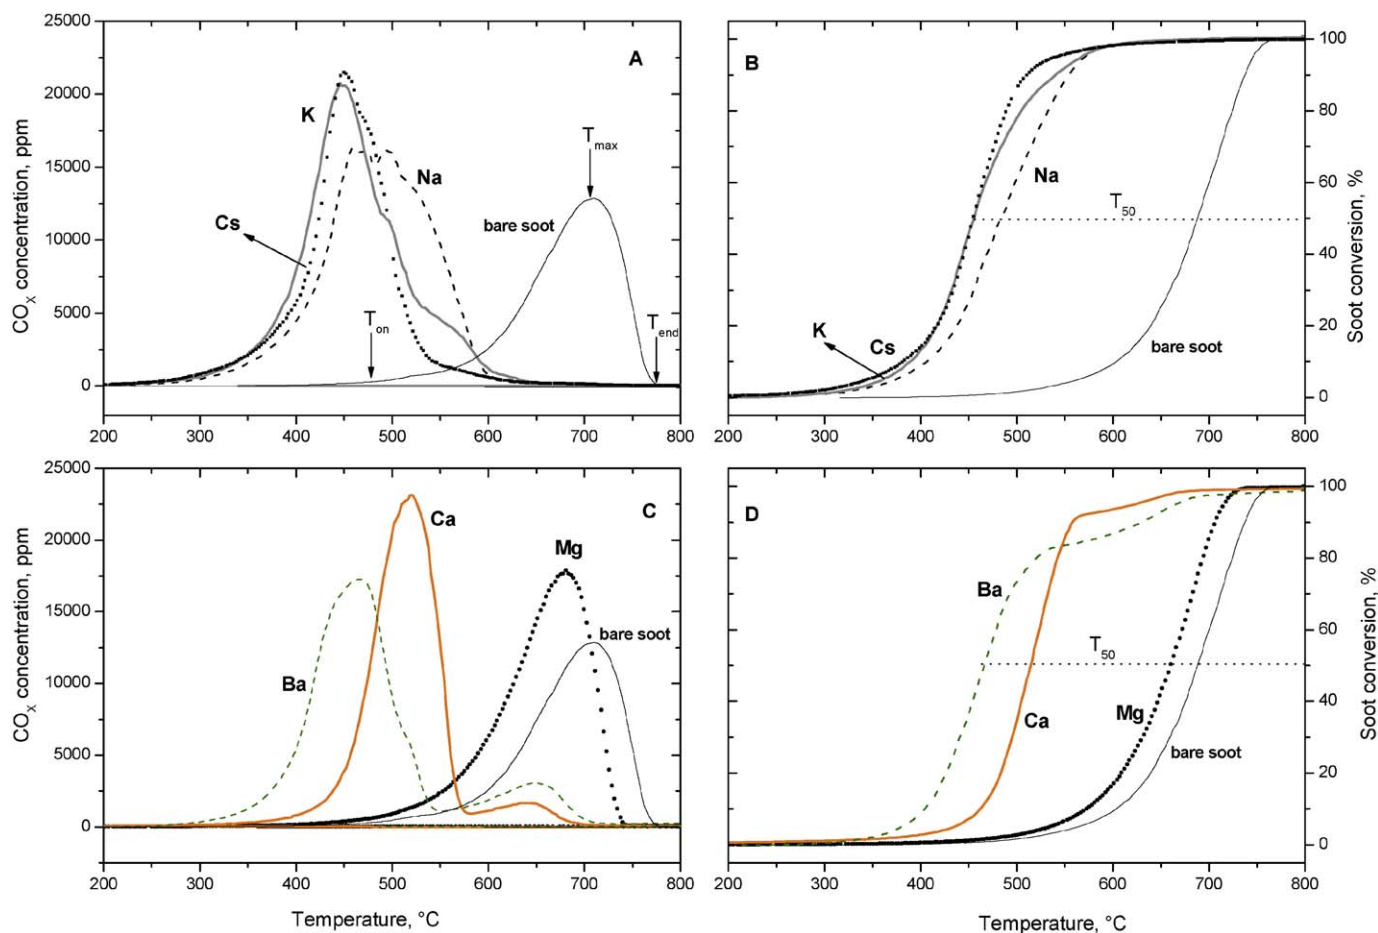 25000
20000
15000
10000
5000
0
CO_x concentration, ppm
A
K
Cs
Na
bare soot
T_max
T_on
T_end
200 300 400 500 600 700 800
B
100
80
60
40
20
0
Soot conversion, %
Na
T_50
K
Cs
bare soot
200 300 400 500 600 700 800
25000
20000
15000
10000
5000
0
CO_x concentration, ppm
C
Ca
Mg
bare soot
Ba
200 300 400 500 600 700 800
Temperature, °C
D
100
80
60
40
20
0
Soot conversion, %
Ba
T_50
Ca
Mg
bare soot
200 300 400 500 600 700 800
Temperature, °C